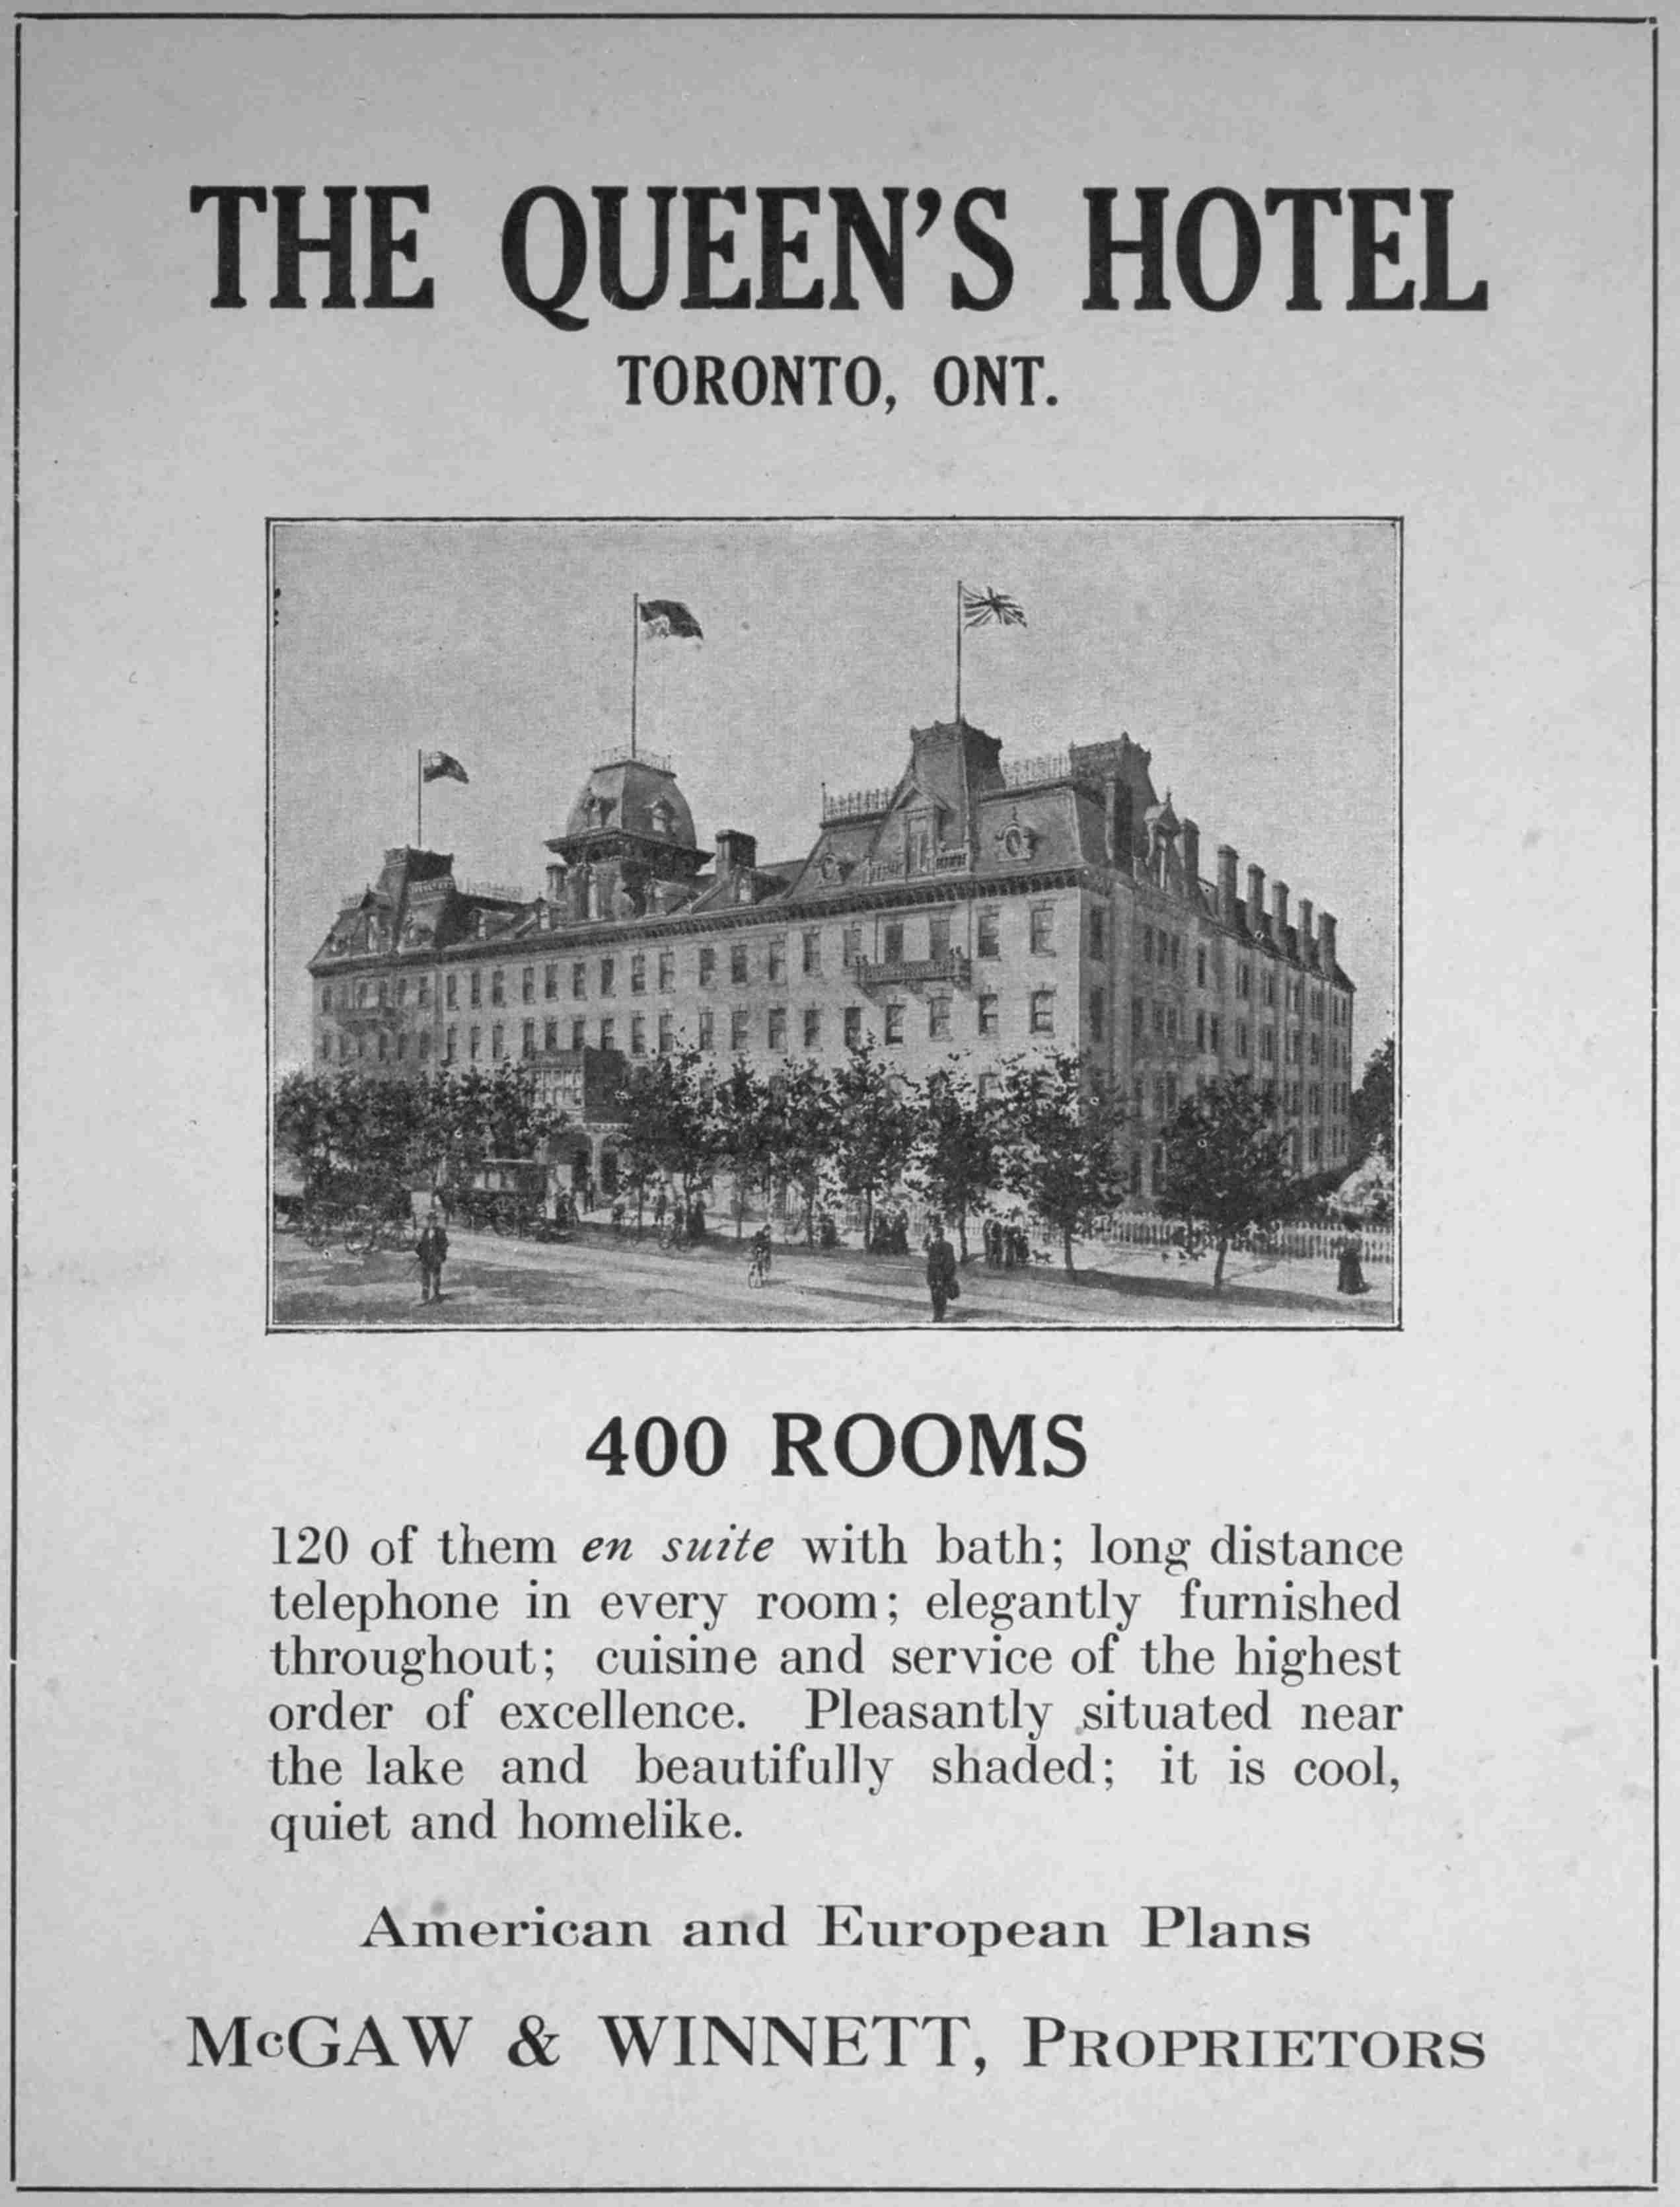 THE QUEEN'S HOTEL
TORONTO, ONT.
400 ROOMS
120 of them en suite with bath; long distance
telephone in every room; elegantly furnished
throughout; cuisine and service of the highest
order of excellence. Pleasantly situated near
the lake and beautifully shaded; it is cool,
quiet and homelike.
American and European Plans
McGAW & WINNETT, PROPRIETORS